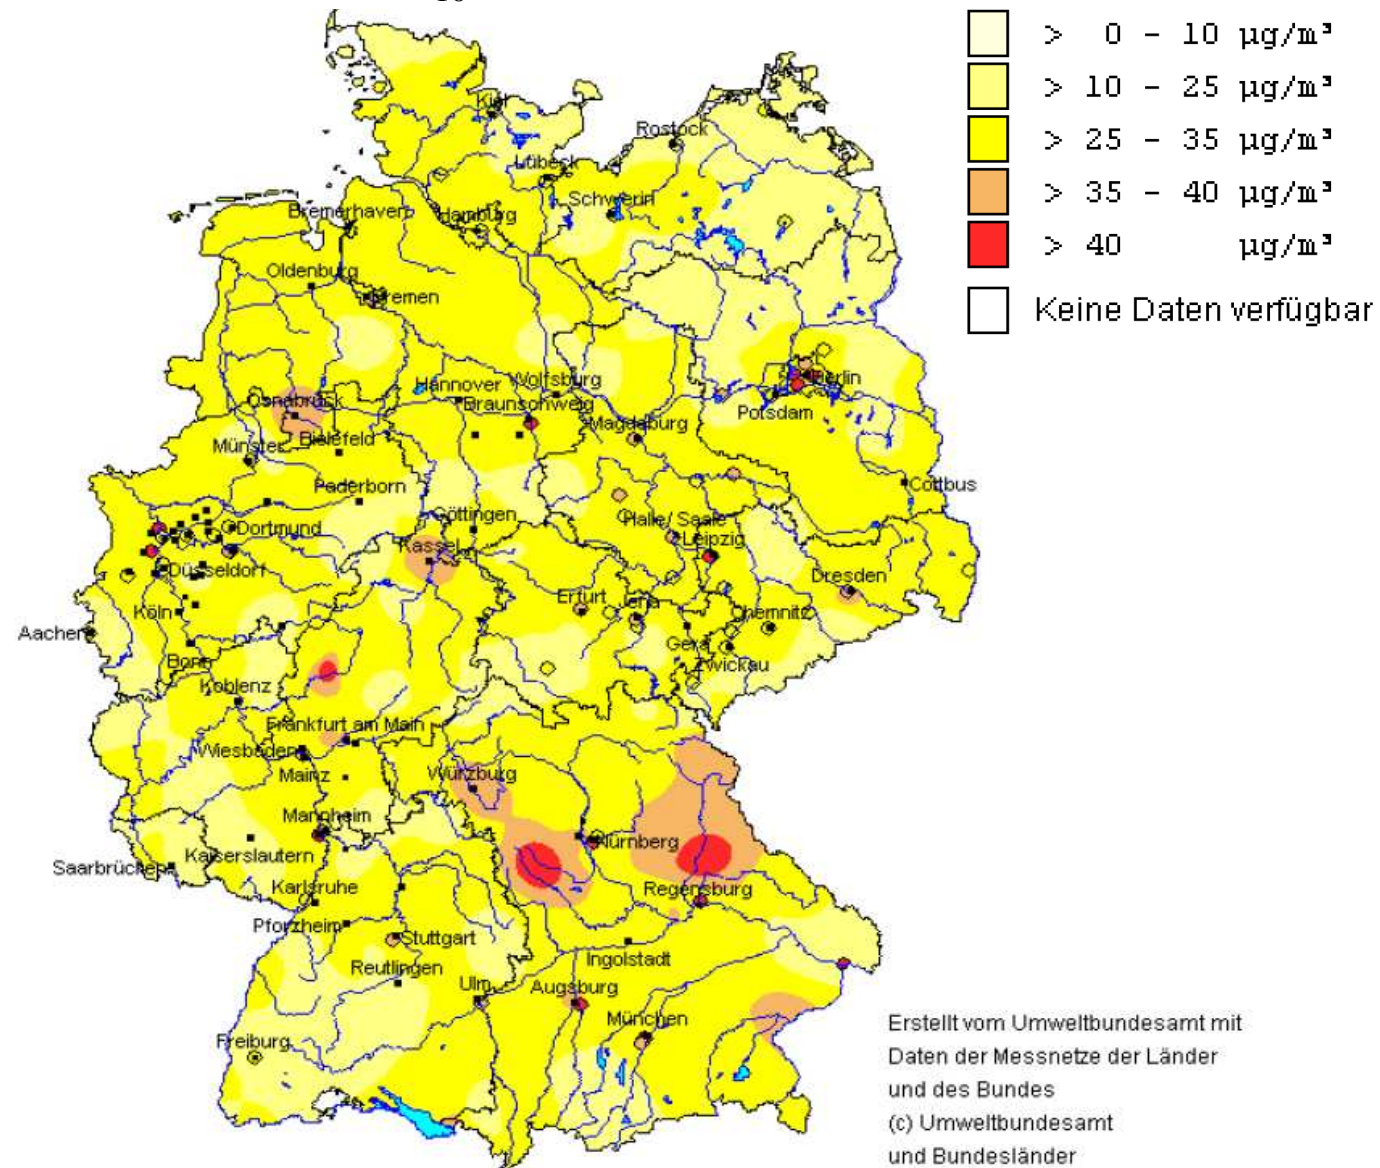 10
> 0 - 10 µg/m³
> 10 - 25 µg/m³
> 25 - 35 µg/m³
> 35 - 40 µg/m³
> 40 µg/m³
Keine Daten verfügbar
Kiel
Rostock
Lübeck
Schwerin
Bremerhaven
Hamburg
Oldenburg
Bremen
Hannover
Wolfsburg
Berlin
Osnabrück
Braunschweig
Potsdam
Magdeburg
Münster
Bielefeld
Paderborn
Cottbus
Göttingen
Halle/ Saale
Dortmund
Kassel
Leipzig
Düsseldorf
Dresden
Erfurt
Jena
Köln
Chemnitz
Aachen
Gera
Bonn
Zwickau
Koblenz
Frankfurt am Main
Wiesbaden
Mainz
Würzburg
Mannheim
Nürnberg
Kaiserslautern
Saarbrücken
Karlsruhe
Regensburg
Pforzheim
Stuttgart
Ingolstadt
Reutlingen
Ulm
Augsburg
München
Freiburg
Erstellt vom Umweltbundesamt mit
Daten der Messnetze der Länder
und des Bundes
(c) Umweltbundesamt
und Bundesländer